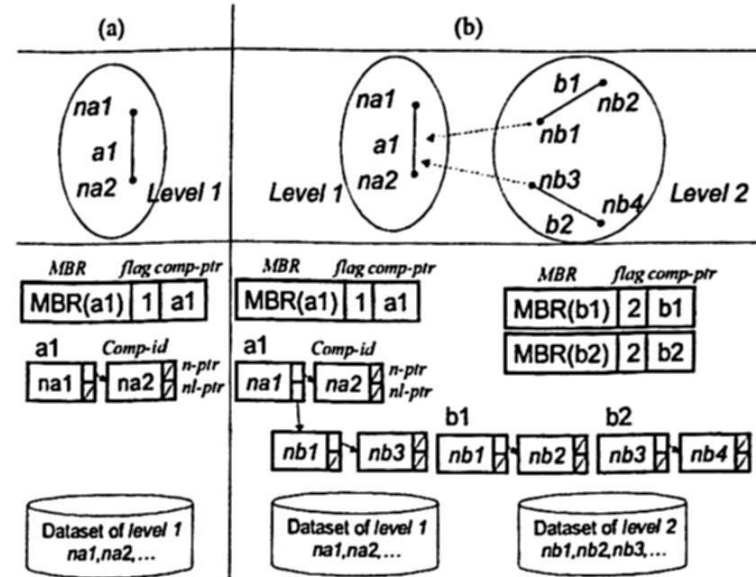 (a)
na1
a1
na2
Level 1
MBR flag comp-ptr
MBR(a1) 1 a1
a1 Comp-id
na1 na2 n-ptr
nl-ptr
Dataset of level 1
na1,na2,...
(b)
na1
a1
na2
Level 1
b1
nb2
nb1
nb3
nb4
b2
Level 2
MBR flag comp-ptr
MBR(a1) 1 a1
MBR flag comp-ptr
MBR(b1) 2 b1
MBR(b2) 2 b2
a1 Comp-id
na1 na2 n-ptr
nl-ptr
nb1 nb3
b1
nb1 nb2
b2
nb3 nb4
Dataset of level 1
na1,na2,...
Dataset of level 2
nb1,nb2,nb3,...